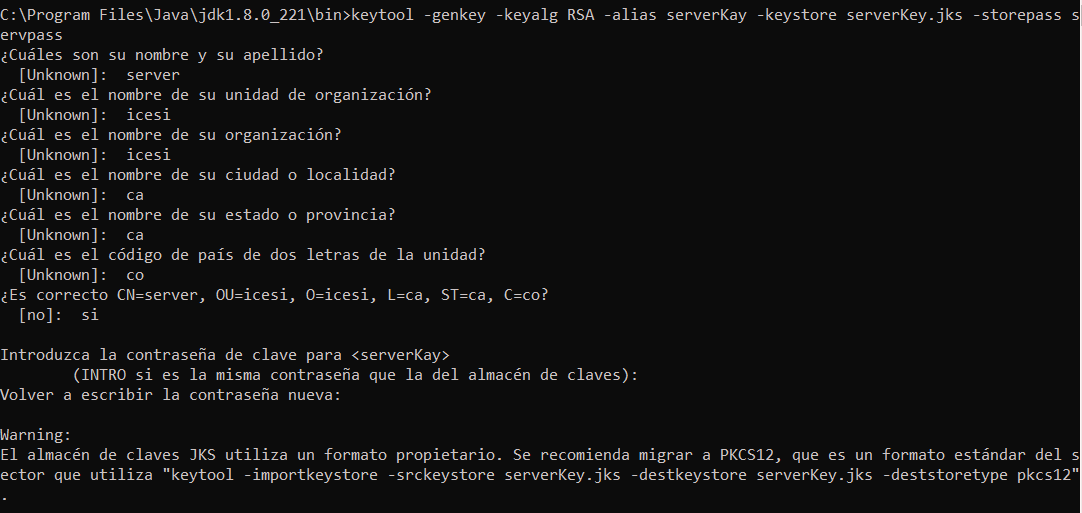 C:\Program Files\Java\jdk1.8.0_221\bin>keytool -genkey -keyalg RSA -alias serverKay -keystore serverKey.jks -storepass s
ervpass
¿Cuáles son su nombre y su apellido?
  [Unknown]:  server
¿Cuál es el nombre de su unidad de organización?
  [Unknown]:  icesi
¿Cuál es el nombre de su organización?
  [Unknown]:  icesi
¿Cuál es el nombre de su ciudad o localidad?
  [Unknown]:  ca
¿Cuál es el nombre de su estado o provincia?
  [Unknown]:  ca
¿Cuál es el código de país de dos letras de la unidad?
  [Unknown]:  co
¿Es correcto CN=server, OU=icesi, O=icesi, L=ca, ST=ca, C=co?
  [no]:  si

Introduzca la contraseña de clave para <serverKay>
        (INTRO si es la misma contraseña que la del almacén de claves):
Volver a escribir la contraseña nueva:

Warning:
El almacén de claves JKS utiliza un formato propietario. Se recomienda migrar a PKCS12, que es un formato estándar del s
ector que utiliza "keytool -importkeystore -srckeystore serverKey.jks -destkeystore serverKey.jks -deststoretype pkcs12"
.